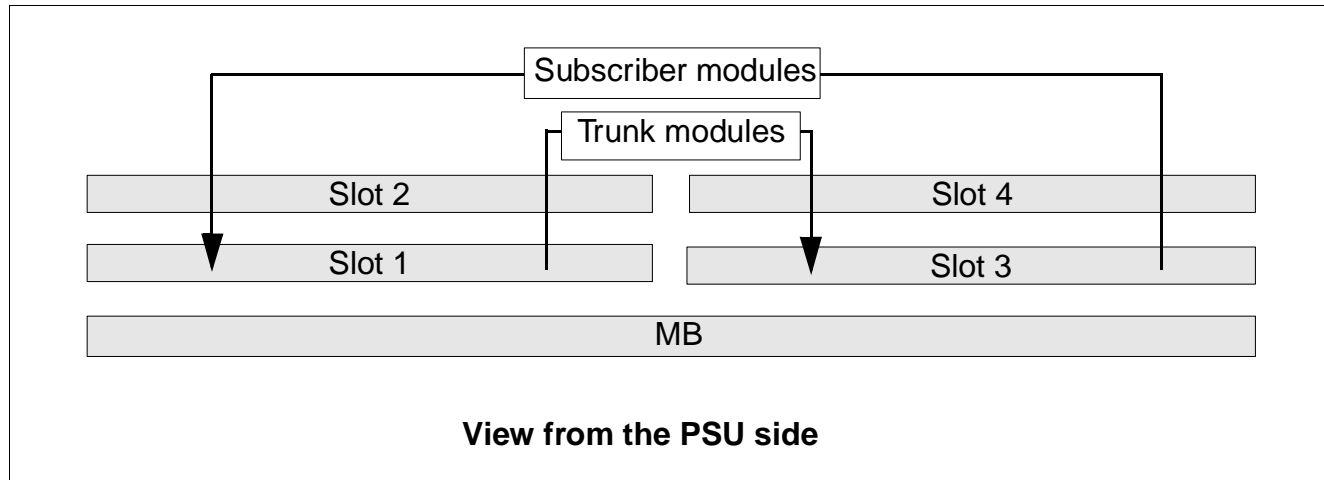 Subscriber modules
Trunk modules
Slot 2
Slot 4
Slot 1
Slot 3
MB
View from the PSU side